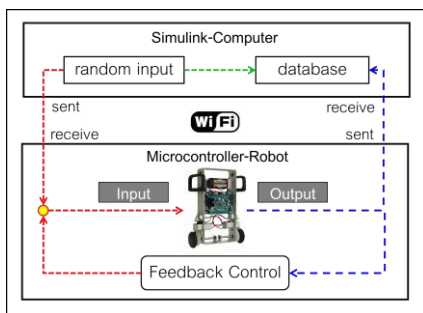 Simulink-Computer
random input
database
sent
receive
WiFi
receive
sent
Microcontroller-Robot
Input
Output
Feedback Control